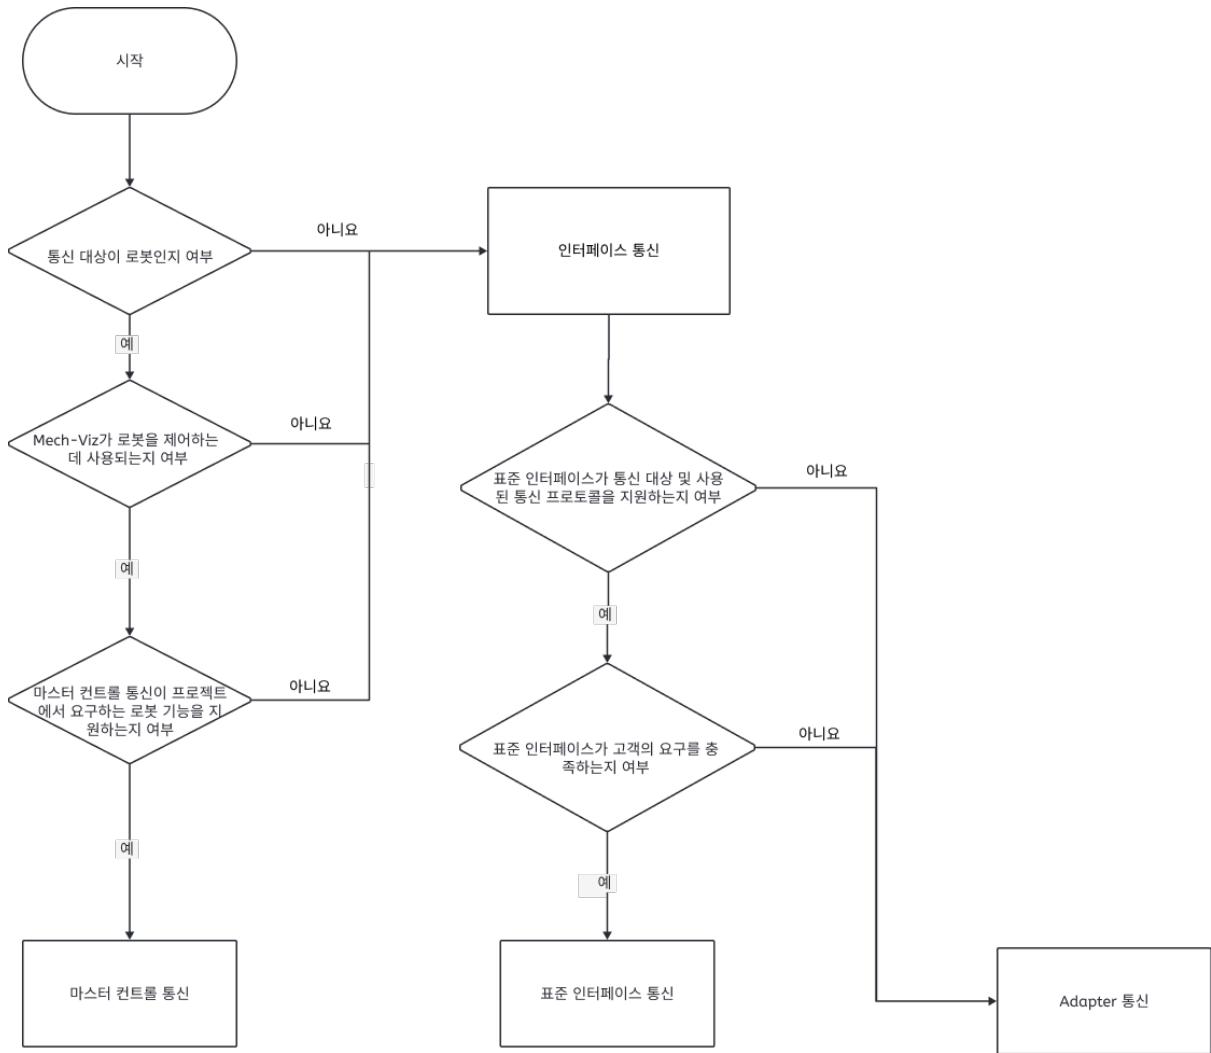 시작
통신 대상이 로봇인지 여부
아니요
인터페이스 통신
예
Mech-Viz가 로봇을 제어하는
데 사용되는지 여부
아니요
표준 인터페이스가 통신 대상 및 사용
된 통신 프로토콜을 지원하는지 여부
아니요
예
예
마스터 컨트롤 통신이 프로젝트
에서 요구하는 로봇 기능을 지
원하는지 여부
아니요
표준 인터페이스가 고객의 요구를 충
족하는지 여부
아니요
예
예
마스터 컨트롤 통신
표준 인터페이스 통신
Adapter 통신